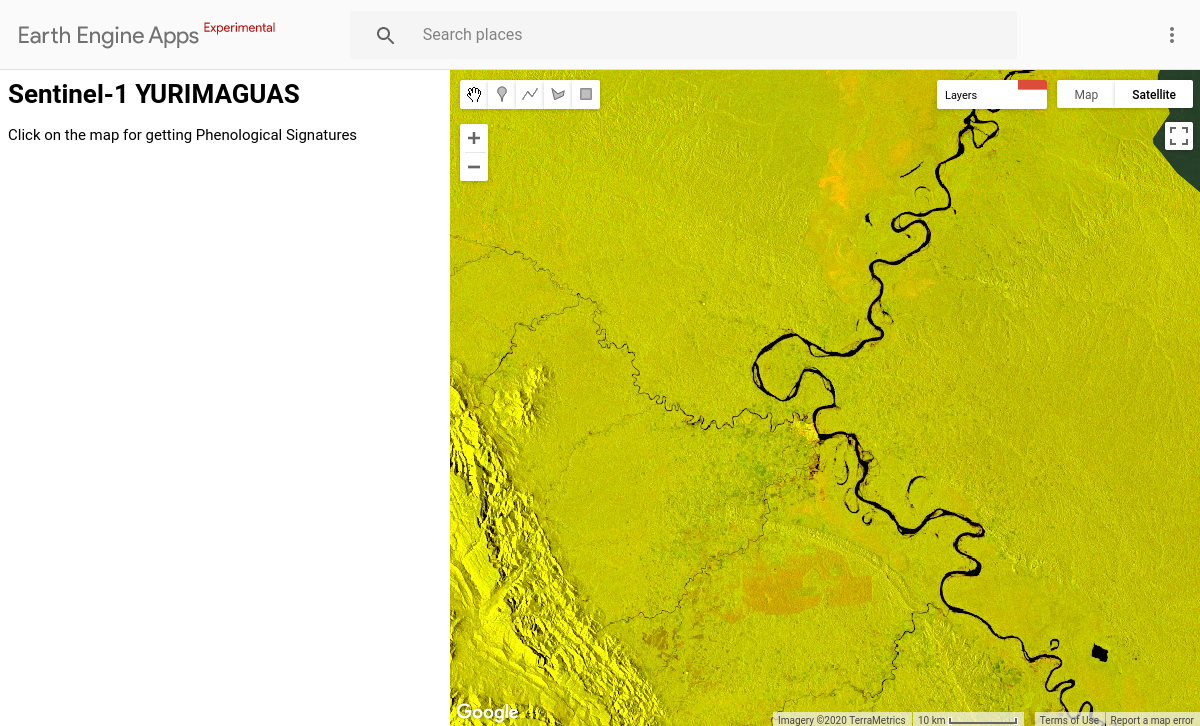 Earth Engine Apps Experimental
Search places
Sentinel-1 YURIMAGUAS
Click on the map for getting Phenological Signatures
Layers
Map
Satellite
+
−
Google
Imagery ©2020 TerraMetrics
10 km
Terms of Use
Report a map error